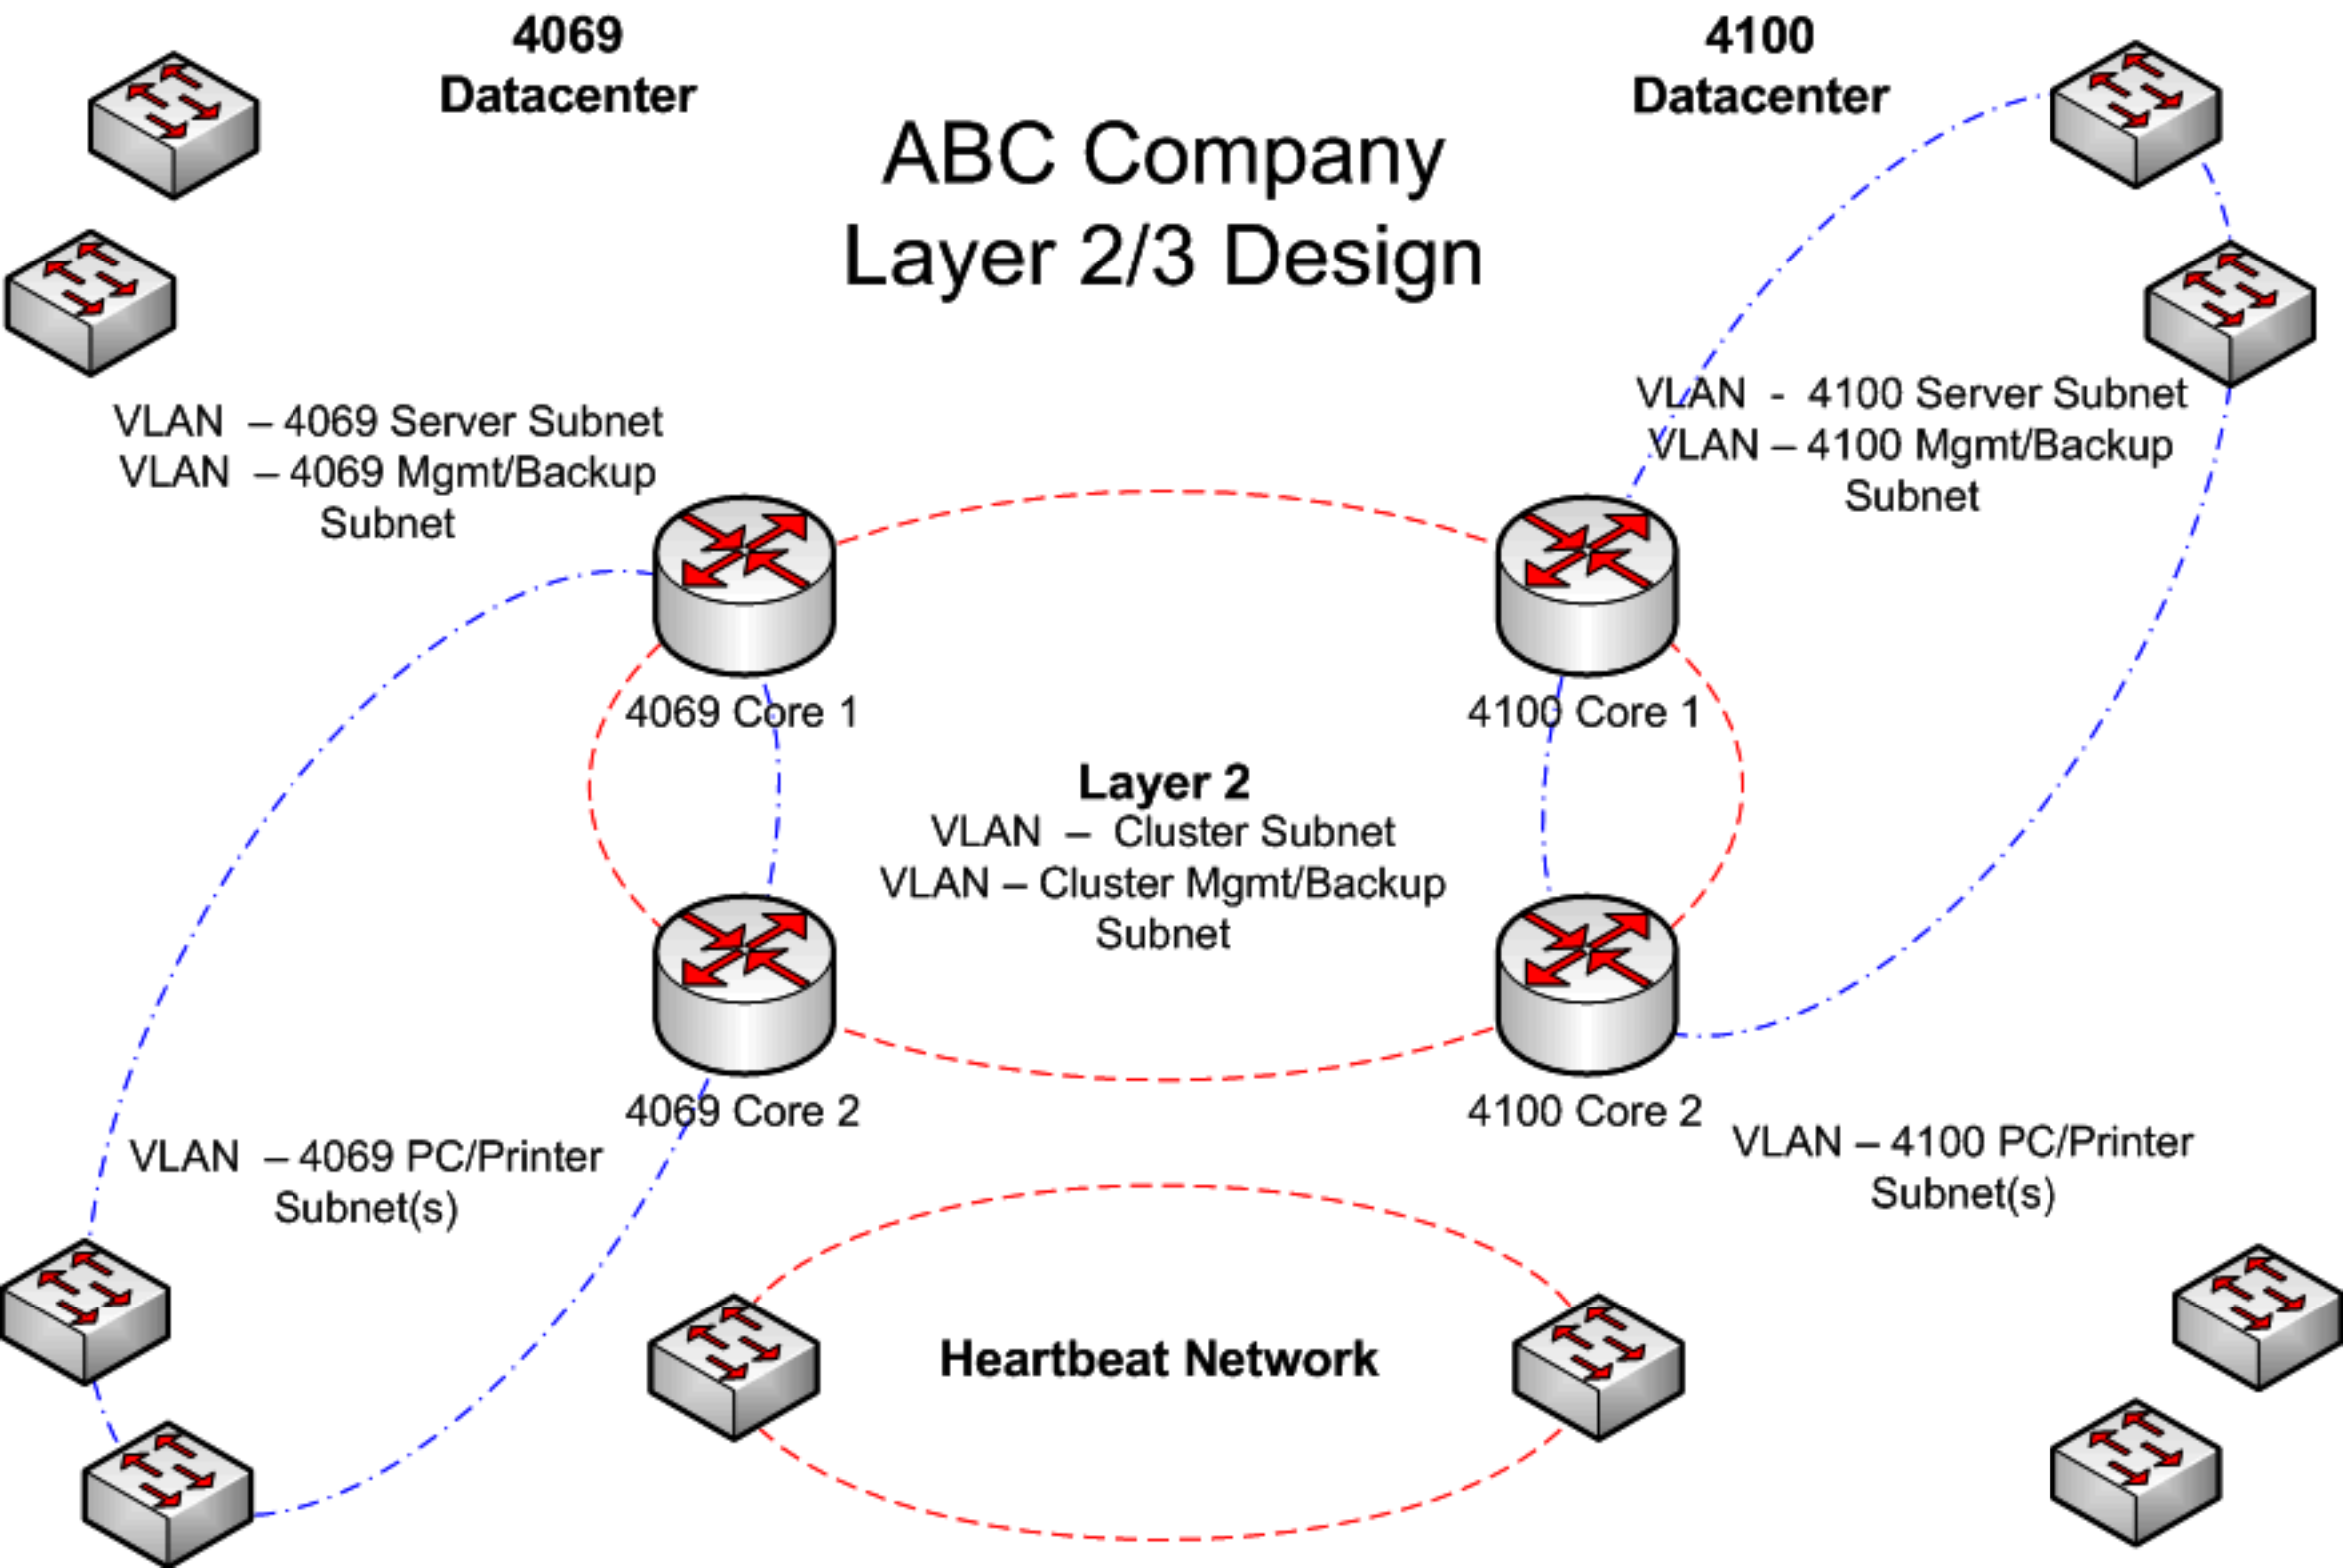 4069
Datacenter
4100
Datacenter
ABC Company
Layer 2/3 Design
VLAN – 4069 Server Subnet
VLAN – 4069 Mgmt/Backup
Subnet
VLAN - 4100 Server Subnet
VLAN – 4100 Mgmt/Backup
Subnet
4069 Core 1
4100 Core 1
Layer 2
VLAN – Cluster Subnet
VLAN – Cluster Mgmt/Backup
Subnet
4069 Core 2
4100 Core 2
VLAN – 4069 PC/Printer
Subnet(s)
VLAN – 4100 PC/Printer
Subnet(s)
Heartbeat Network